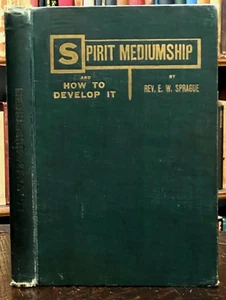 SPIRIT MEDIUMSHIP
AND
HOW TO
DEVELOP IT
BY
REV. E. W. SPRAGUE